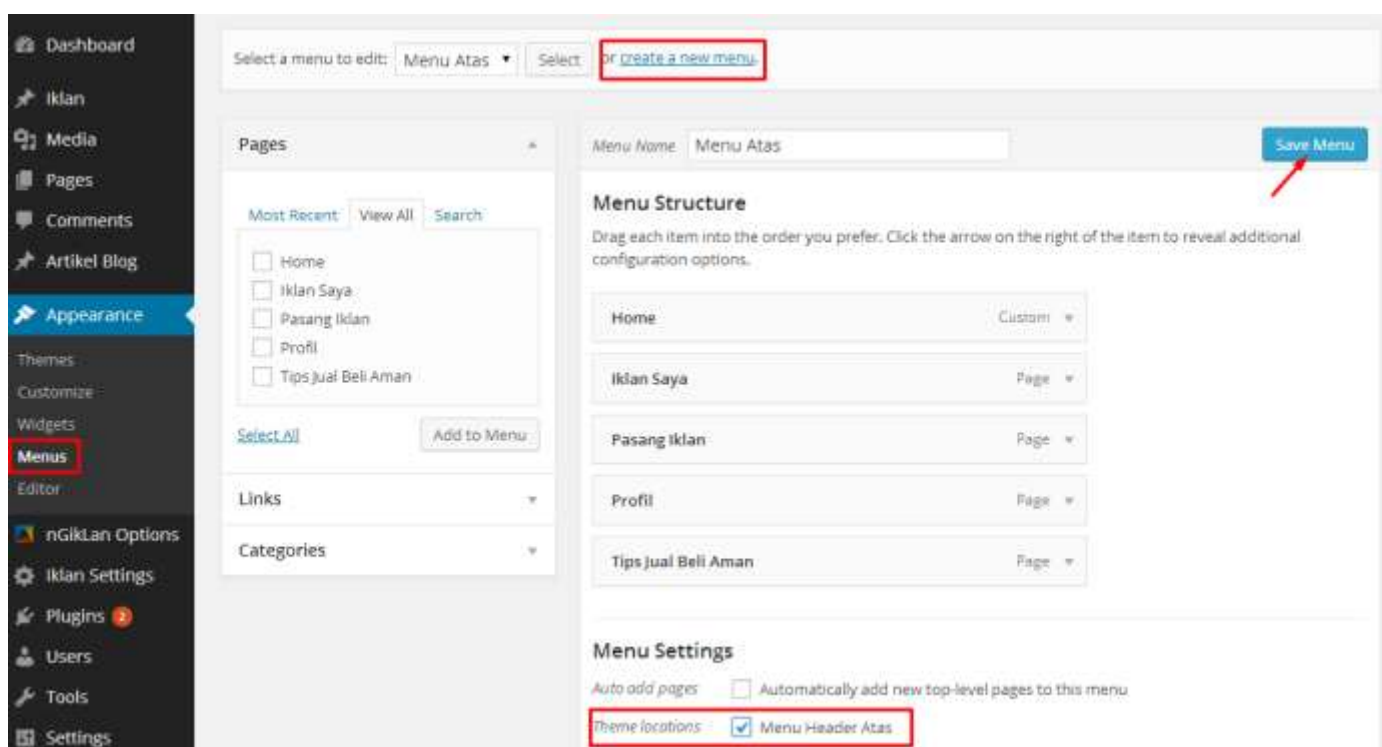 Dashboard
Iklan
Media
Pages
Comments
Artikel Blog
Appearance
Themes
Customize
Widgets
Menus
Editor
nGikLan Options
Iklan Settings
Plugins 2
Users
Tools
Settings
Select a menu to edit: Menu Atas Select or create a new menu.
Pages
Most Recent View All Search
Home
Iklan Saya
Pasang Iklan
Profil
Tips Jual Beli Aman
Select All Add to Menu
Links
Categories
Menu Name Menu Atas Save Menu
Menu Structure
Drag each item into the order you prefer. Click the arrow on the right of the item to reveal additional
configuration options.
Home Custom
Iklan Saya Page
Pasang Iklan Page
Profil Page
Tips Jual Beli Aman Page
Menu Settings
Auto add pages Automatically add new top-level pages to this menu
Theme locations Menu Header Atas